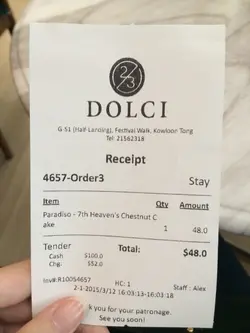 2/3
DOLCI
G-51 (Half Landing), Festival Walk, Kowloon Tong
Tel: 21562318
Receipt
4657-Order3 Stay
Item Qty Amount
Paradiso - 7th Heaven's Chestnut C
ake 1 48.0
Tender Total: $48.0
Cash $100.0
Chg: $52.0
Inv#:R10054657 HC: 1 Staff : Alex
2-1-2015/3/12 16:03:13-16:03:18
you for your patronage.
See you soon!